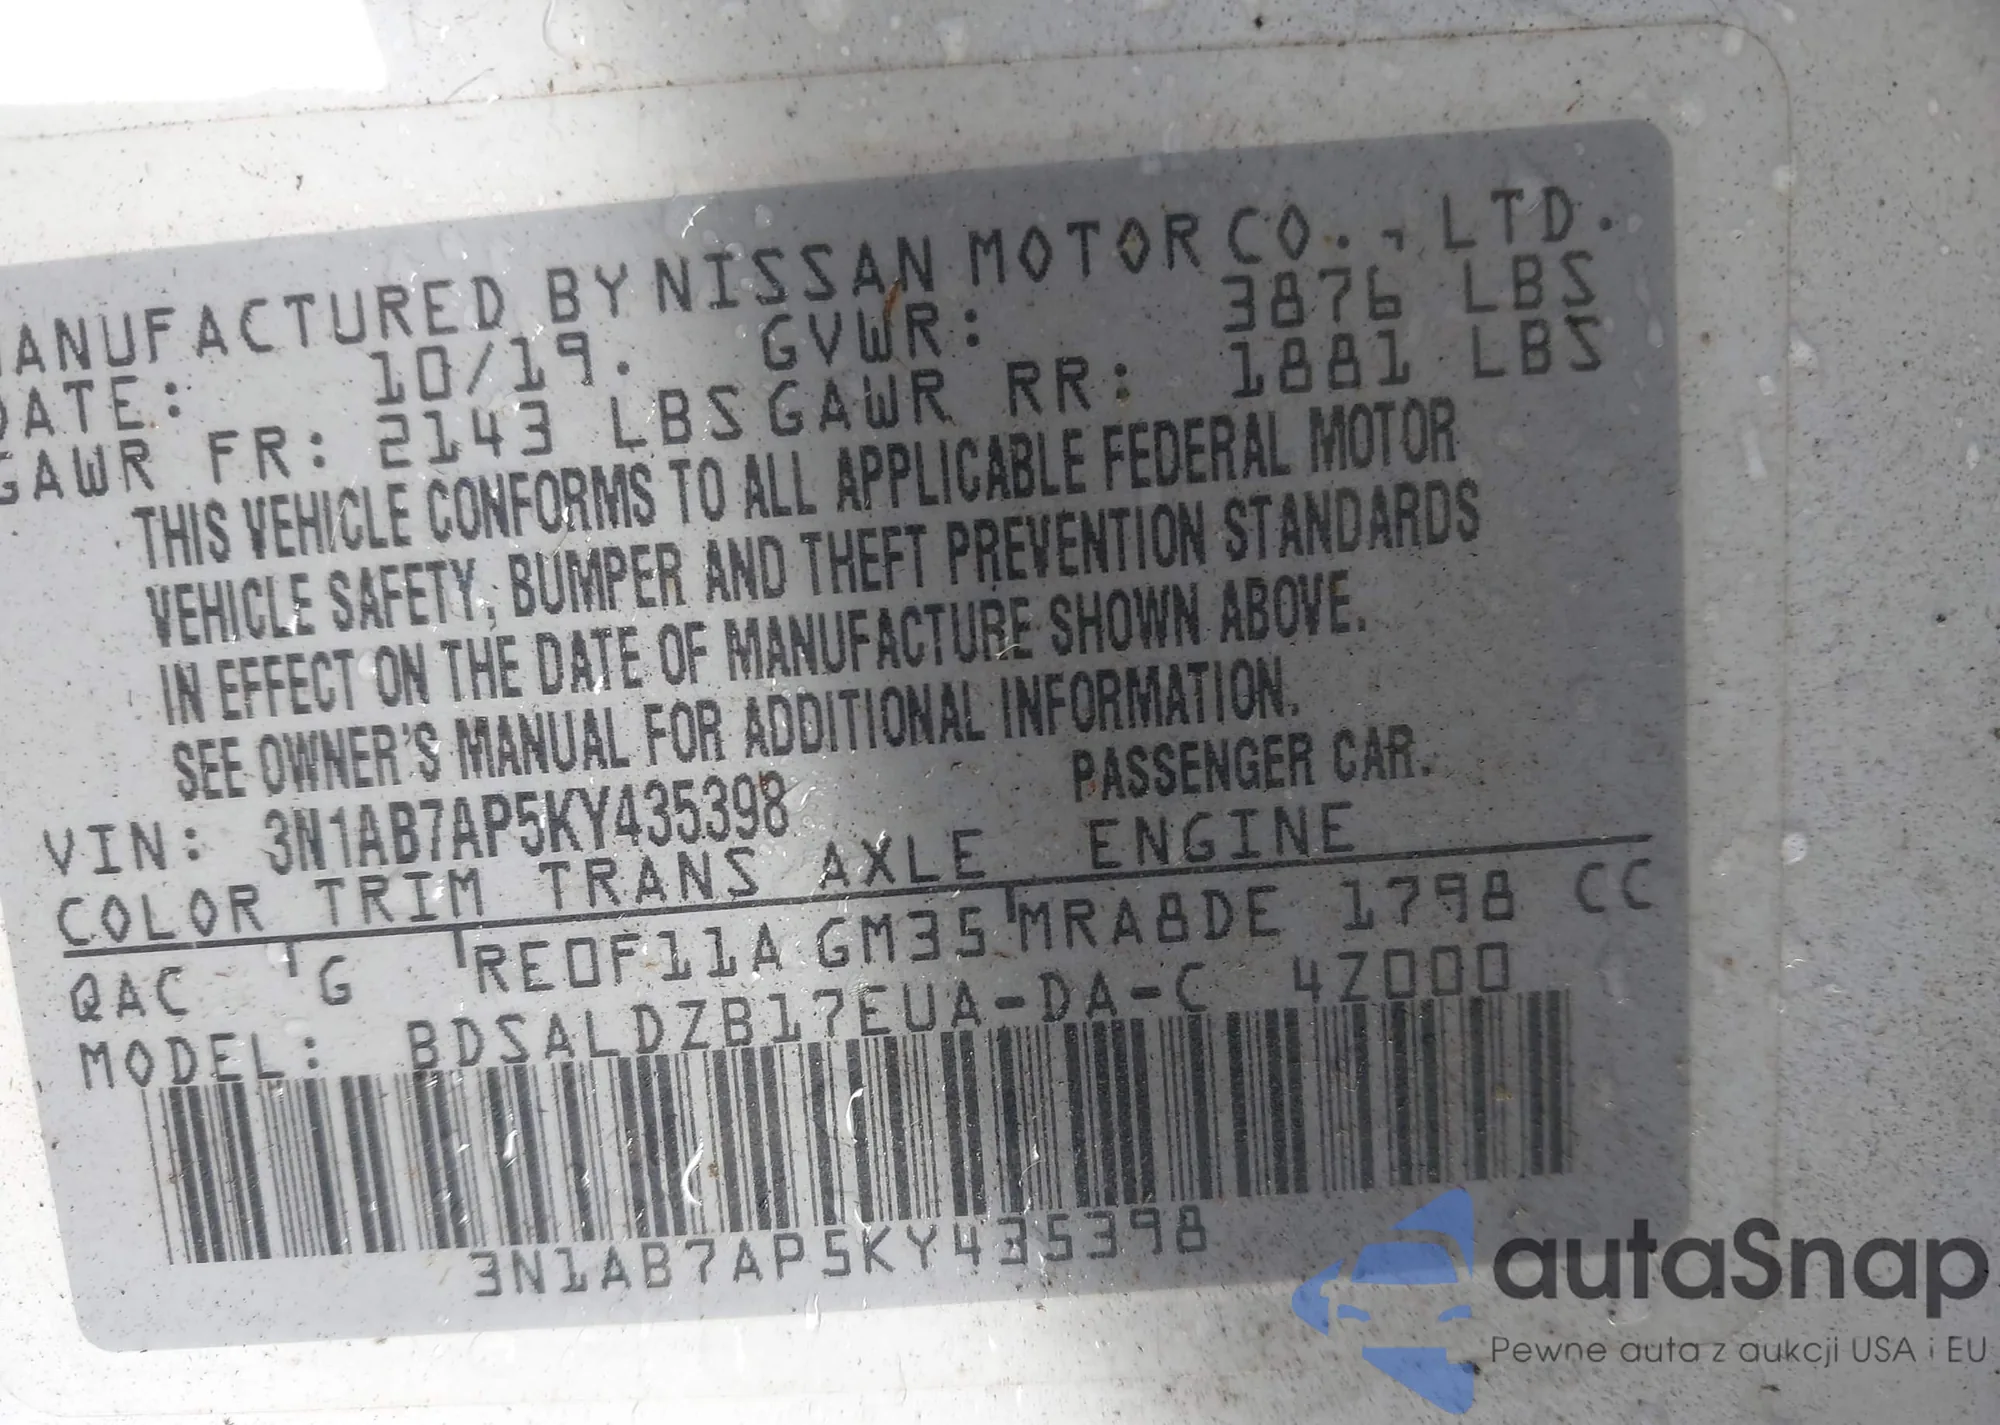 MANUFACTURED BY NISSAN MOTOR CO., LTD.
DATE: 10/19. GVWR: 3876 LBS
GAWR FR: 2143 LBS GAWR RR: 1881 LBS
THIS VEHICLE CONFORMS TO ALL APPLICABLE FEDERAL MOTOR
VEHICLE SAFETY, BUMPER AND THEFT PREVENTION STANDARDS
IN EFFECT ON THE DATE OF MANUFACTURE SHOWN ABOVE.
SEE OWNER'S MANUAL FOR ADDITIONAL INFORMATION.
VIN: 3N1AB7AP5KY435398 PASSENGER CAR.
COLOR TRIM TRANS AXLE ENGINE
QAC G RE0F11A GM35 MRA8DE 1798 CC
MODEL: BDSALDZB17EUA-DA-C 4Z000
3N1AB7AP5KY435398
autaSnap
Pewne auta z aukcji USA i EU